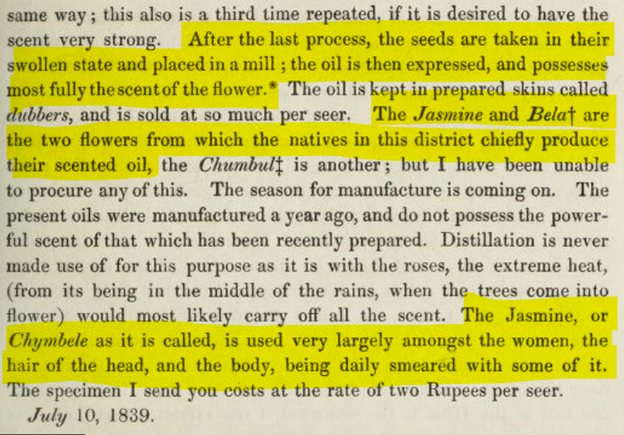 same way; this also is a third time repeated, if it is desired to have the
scent very strong. After the last process, the seeds are taken in their
swollen state and placed in a mill; the oil is then expressed, and possesses
most fully the scent of the flower.* The oil is kept in prepared skins called
dubbers, and is sold at so much per seer. The Jasmine and Bela† are
the two flowers from which the natives in this district chiefly produce
their scented oil, the Chumbul‡ is another; but I have been unable
to procure any of this. The season for manufacture is coming on. The
present oils were manufactured a year ago, and do not possess the power-
ful scent of that which has been recently prepared. Distillation is never
made use of for this purpose as it is with the roses, the extreme heat,
(from its being in the middle of the rains, when the trees come into
flower) would most likely carry off all the scent. The Jasmine, or
Chymbele as it is called, is used very largely amongst the women, the
hair of the head, and the body, being daily smeared with some of it.
The specimen I send you costs at the rate of two Rupees per seer.
July 10, 1839.